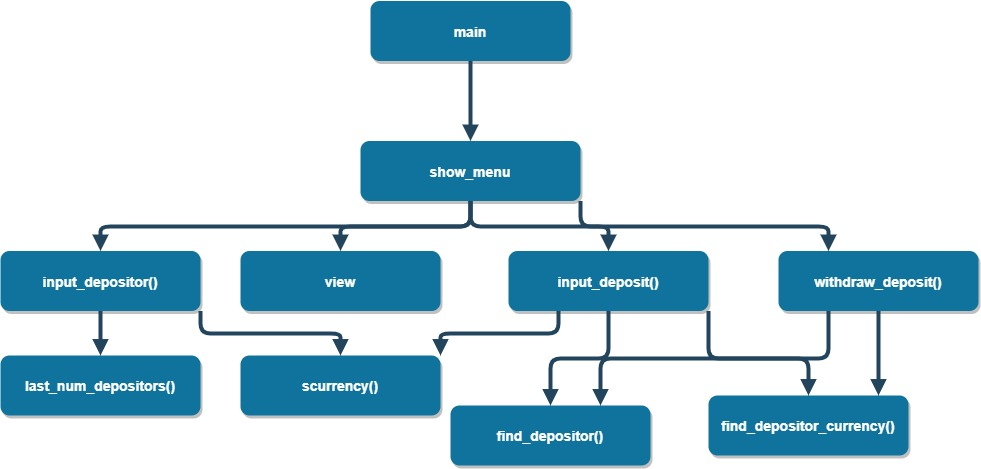 main
show_menu
input_depositor()
view
input_deposit()
withdraw_deposit()
last_num_depositors()
scurrency()
find_depositor()
find_depositor_currency()